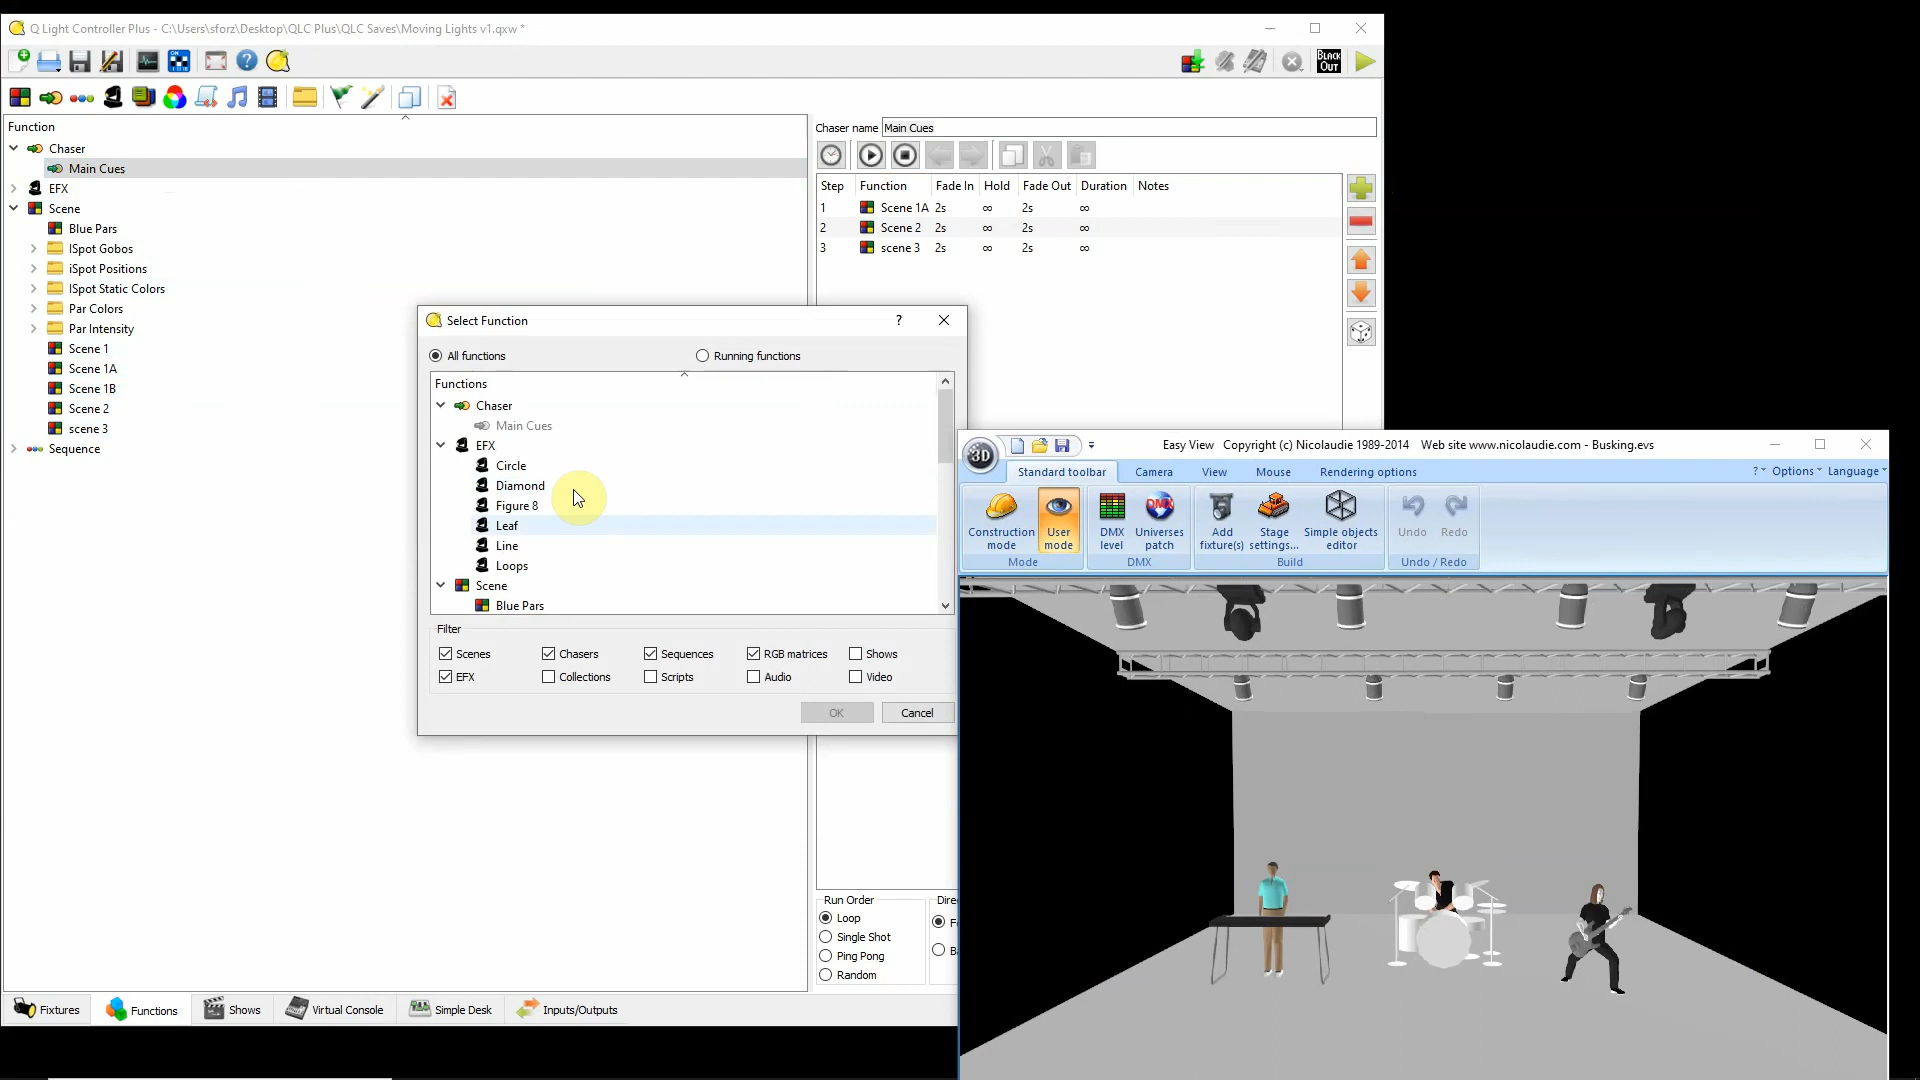 Q Light Controller Plus - C:\Users\sforz\Desktop\QLC Plus\QLC Saves\Moving Lights v1.qxw *
ON
BLACK OUT
Function
Chaser
Main Cues
EFX
Scene
Blue Pars
ISpot Gobos
iSpot Positions
ISpot Static Colors
Par Colors
Par Intensity
Scene 1
Scene 1A
Scene 1B
Scene 2
scene 3
Sequence
Chaser name Main Cues
Step Function Fade In Hold Fade Out Duration Notes
1 Scene 1A 2s ∞ 2s ∞
2 Scene 2 2s ∞ 2s ∞
3 scene 3 2s ∞ 2s ∞
Select Function ?
All functions Running functions
Functions
Chaser
Main Cues
EFX
Circle
Diamond
Figure 8
Leaf
Line
Loops
Scene
Blue Pars
Filter
Scenes Chasers Sequences RGB matrices Shows
EFX Collections Scripts Audio Video
OK Cancel
Run Order
Loop
Single Shot
Ping Pong
Random
Dire
F
B
Fixtures Functions Shows Virtual Console Simple Desk Inputs/Outputs
3D
Easy View Copyright (c) Nicolaudie 1989-2014 Web site www.nicolaudie.com - Busking.evs
Standard toolbar Camera View Mouse Rendering options ? Options Language
DMX
Construction mode User mode DMX level Universes patch Add fixture(s) Stage settings... Simple objects editor Undo Redo
Mode DMX Build Undo / Redo